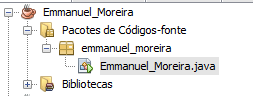 Emmanuel_Moreira
Pacotes de Códigos-fonte
emmanuel_moreira
Emmanuel_Moreira.java
Bibliotecas